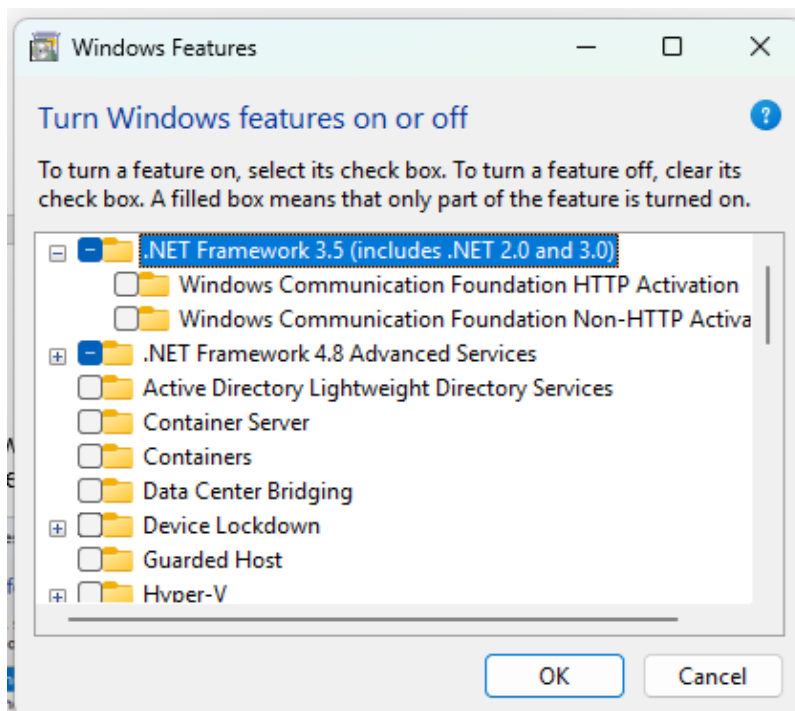 Windows Features
Turn Windows features on or off
To turn a feature on, select its check box. To turn a feature off, clear its
check box. A filled box means that only part of the feature is turned on.
.NET Framework 3.5 (includes .NET 2.0 and 3.0)
Windows Communication Foundation HTTP Activation
Windows Communication Foundation Non-HTTP Activa
.NET Framework 4.8 Advanced Services
Active Directory Lightweight Directory Services
Container Server
Containers
Data Center Bridging
Device Lockdown
Guarded Host
Hyper-V
OK
Cancel